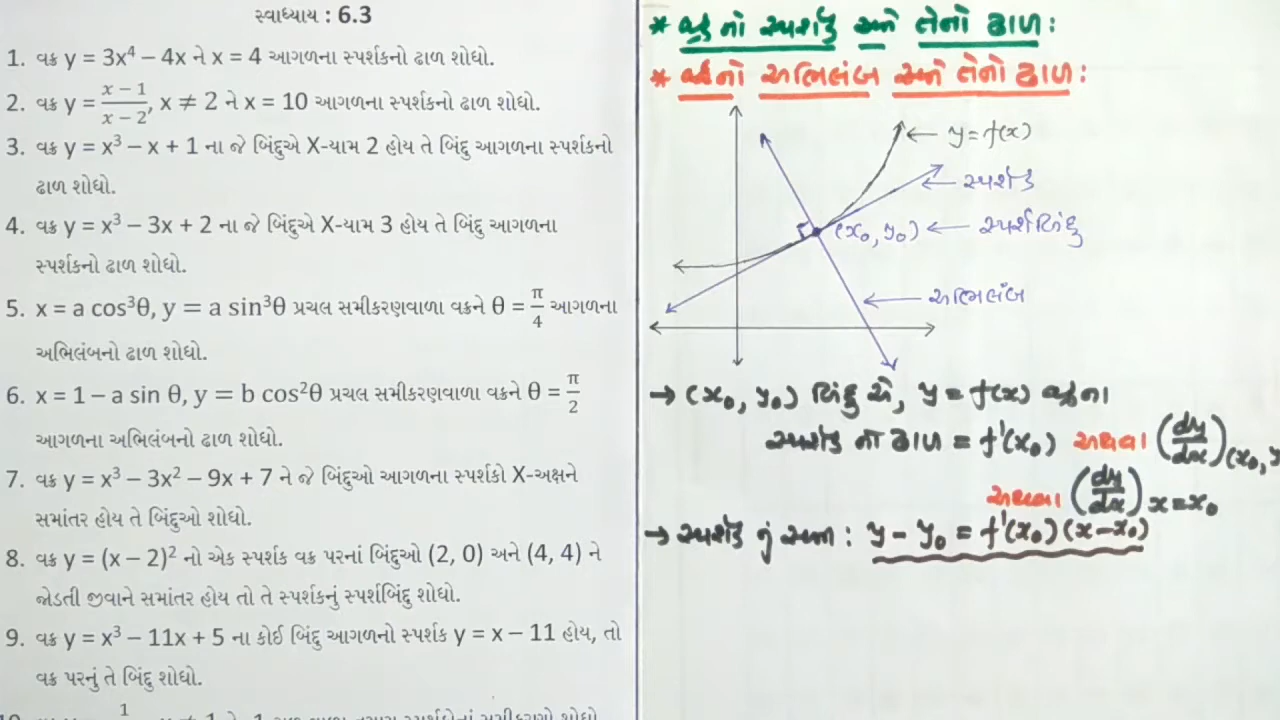 સ્વાધ્યાય : 6.3
1. વક્ર y = 3x⁴ − 4x ને x = 4 આગળના સ્પર્શકનો ઢાળ શોધો.
2. વક્ર y = (x − 1)/(x − 2), x ≠ 2 ને x = 10 આગળના સ્પર્શકનો ઢાળ શોધો.
3. વક્ર y = x³ − x + 1 ના જે બિંદુએ X-યામ 2 હોય તે બિંદુ આગળના સ્પર્શકનો
ઢાળ શોધો.
4. વક્ર y = x³ − 3x + 2 ના જે બિંદુએ X-યામ 3 હોય તે બિંદુ આગળના
સ્પર્શકનો ઢાળ શોધો.
5. x = a cos³θ, y = a sin³θ પ્રચલ સમીકરણવાળા વક્રને θ = π/4 આગળના
અભિલંબનો ઢાળ શોધો.
6. x = 1 − a sin θ, y = b cos²θ પ્રચલ સમીકરણવાળા વક્રને θ = π/2
આગળના અભિલંબનો ઢાળ શોધો.
7. વક્ર y = x³ − 3x² − 9x + 7 ને જે બિંદુઓ આગળના સ્પર્શકો X-અક્ષને
સમાંતર હોય તે બિંદુઓ શોધો.
8. વક્ર y = (x − 2)² નો એક સ્પર્શક વક્ર પરનાં બિંદુઓ (2, 0) અને (4, 4) ને
જોડતી જીવાને સમાંતર હોય તો તે સ્પર્શકનું સ્પર્શબિંદુ શોધો.
9. વક્ર y = x³ − 11x + 5 ના કોઈ બિંદુ આગળનો સ્પર્શક y = x − 11 હોય, તો
વક્ર પરનું તે બિંદુ શોધો.
* વક્રનો સ્પર્શક અને તેનો ઢાળ:
* વક્રનો અભિલંબ અને તેનો ઢાળ:
← y = f(x)
← સ્પર્શક
(x₀, y₀) ← સ્પર્શબિંદુ
← અભિલંબ
→ (x₀, y₀) બિંદુએ, y = f(x) વક્રના
સ્પર્શકનો ઢાળ = f'(x₀) અથવા (dy/dx)(x₀, y
અથવા (dy/dx) x = x₀
→ સ્પર્શકનું સમી : y − y₀ = f'(x₀)(x − x₀)